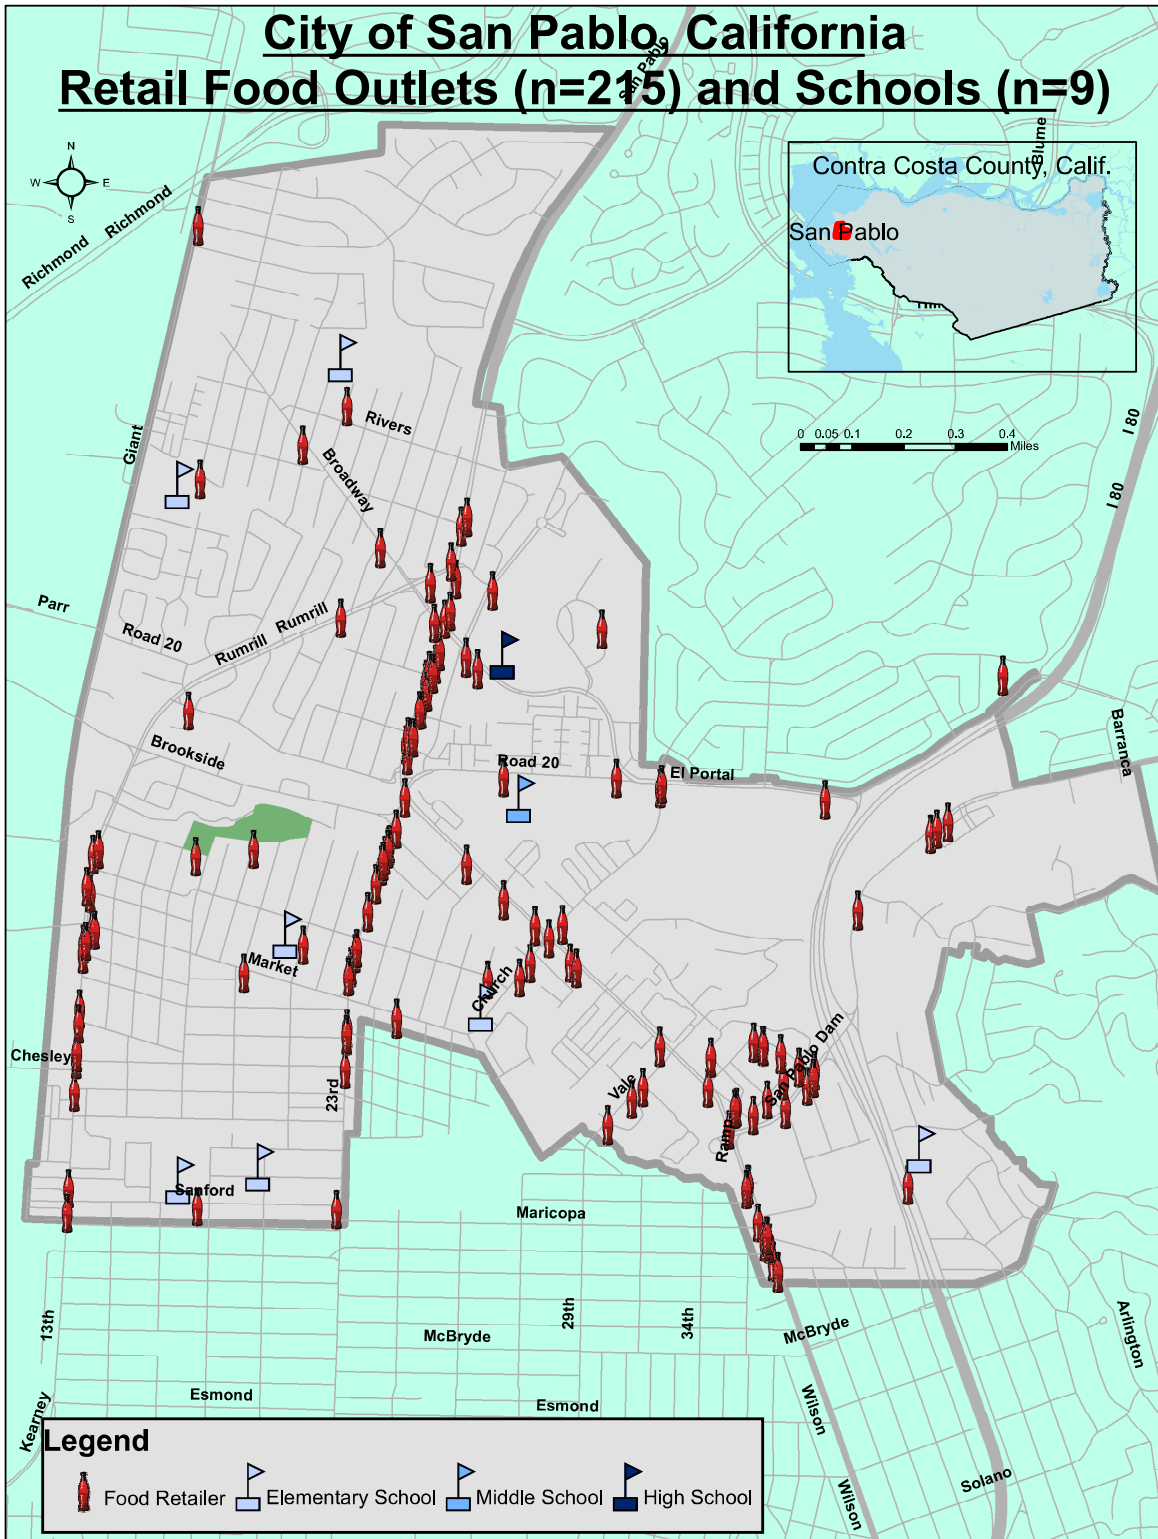 City of San Pablo, California
Retail Food Outlets (n=215) and Schools (n=9)
San Pablo
Blume
N
W E
S
Contra Costa County, Calif.
San Pablo
Richmond
Richmond
Giant
Rivers
Broadway
0 0.05 0.1 0.2 0.3 0.4
Miles
I 80
I 80
Parr
Road 20
Rumrill
Rumrill
Brookside
Road 20
El Portal
Barranca
Market
Church
Chesley
23rd
Vale
San Pablo Dam
Ramp
Sanford
Maricopa
13th
29th
34th
McBryde
McBryde
Arlington
Esmond
Esmond
Kearney
Wilson
Wilson
Solano
Legend
Food Retailer
Elementary School
Middle School
High School